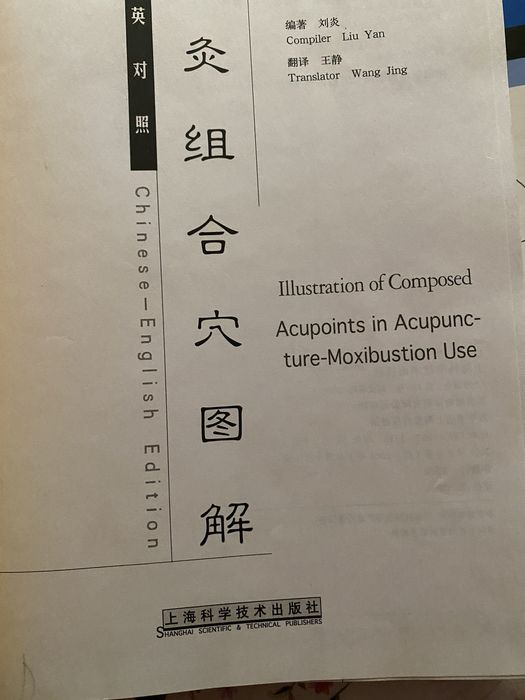 英对照
Chinese—English Edition
灸组合穴图解
编著 刘炎
Compiler Liu Yan
翻译 王静
Translator Wang Jing
Illustration of Composed
Acupoints in Acupunc-
ture-Moxibustion Use
上海科学技术出版社
SHANGHAI SCIENTIFIC & TECHNICAL PUBLISHERS